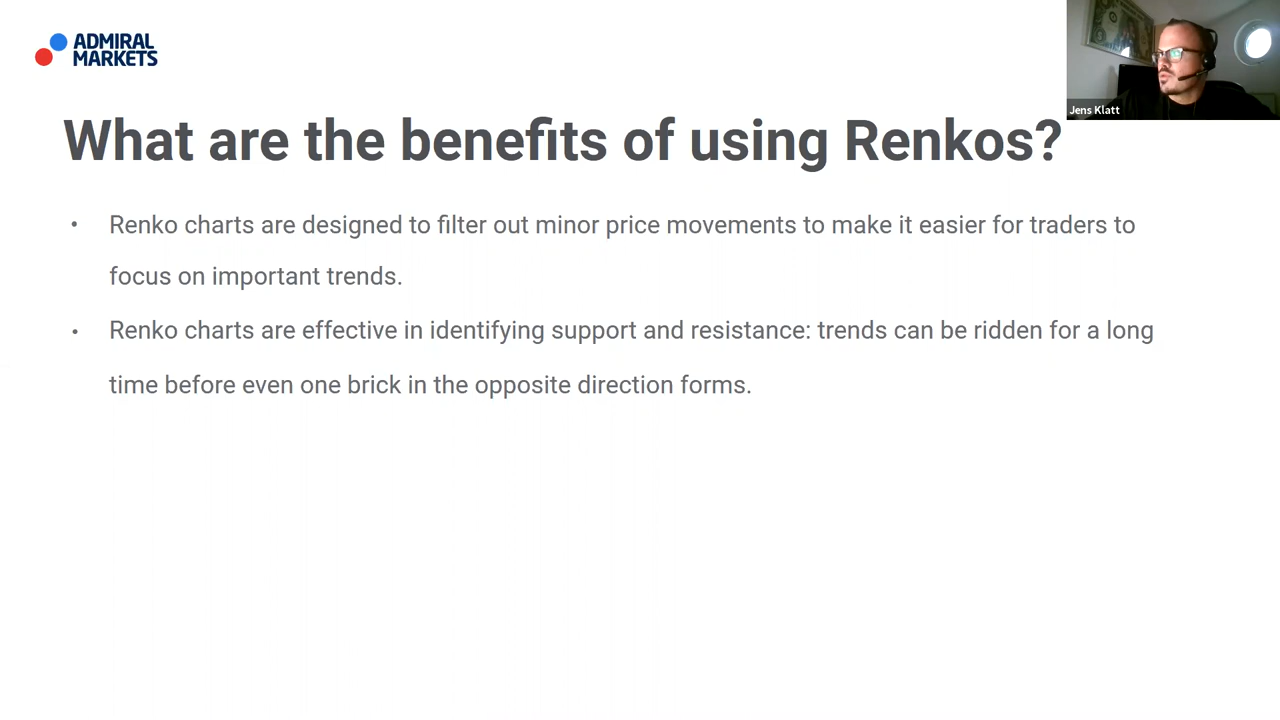 ADMIRAL
MARKETS
Jens Klatt
What are the benefits of using Renkos?
• Renko charts are designed to filter out minor price movements to make it easier for traders to
focus on important trends.
• Renko charts are effective in identifying support and resistance: trends can be ridden for a long
time before even one brick in the opposite direction forms.